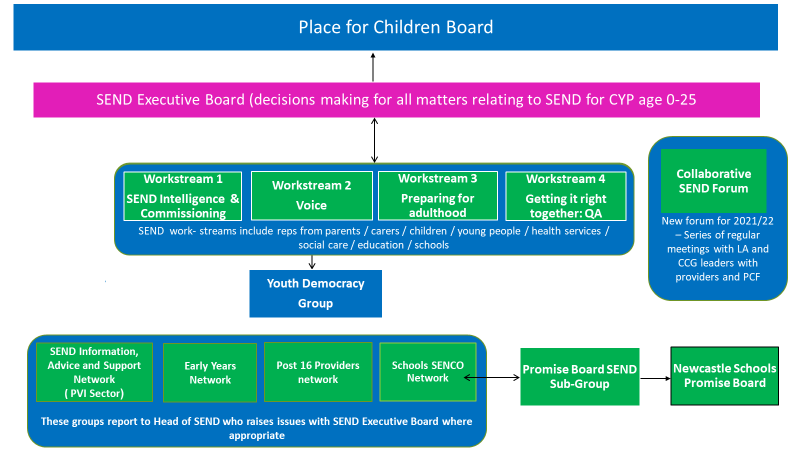 Place for Children Board
SEND Executive Board (decisions making for all matters relating to SEND for CYP age 0-25
Workstream 1
SEND Intelligence &
Commissioning
Workstream 2
Voice
Workstream 3
Preparing for
adulthood
Workstream 4
Getting it right
together: QA
SEND work- streams include reps from parents / carers / children / young people / health services /
social care / education / schools
Collaborative
SEND Forum
New forum for 2021/22
– Series of regular
meetings with LA and
CCG leaders with
providers and PCF
Youth Democracy
Group
SEND Information,
Advice and Support
Network
( PVI Sector)
Early Years
Network
Post 16 Providers
network
Schools SENCO
Network
These groups report to Head of SEND who raises issues with SEND Executive Board where
appropriate
Promise Board SEND
Sub-Group
Newcastle Schools
Promise Board